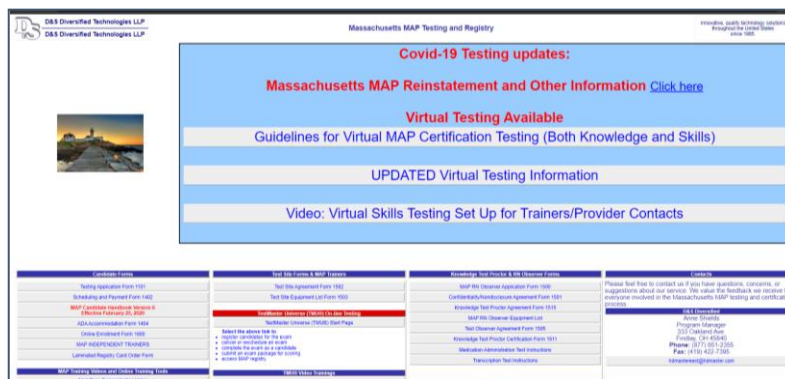 D&S Diversified Technologies LLP
D&S Diversified Technologies LLP
Massachusetts MAP Testing and Registry
Innovative, quality technology solutions
throughout the United States
since 1985
Covid-19 Testing updates:
Massachusetts MAP Reinstatement and Other Information Click here
Virtual Testing Available
Guidelines for Virtual MAP Certification Testing (Both Knowledge and Skills)
UPDATED Virtual Testing Information
Video: Virtual Skills Testing Set Up for Trainers/Provider Contacts
Candidate Forms
Testing Application Form 1101
Scheduling and Payment Form 1402
MAP Candidate Handbook Version 6
Effective February 25, 2020
ADA Accommodation Form 1404
Online Enrollment Form 1600
MAP INDEPENDENT TRAINERS
Laminated Registry Card Order Form
MAP Training Videos and Online Training Tools
Test Site Forms & MAP Trainers
Test Site Agreement Form 1502
Test Site Equipment List Form 1503
TestMaster Universe (TMU©) On-line Testing
TestMaster Universe (TMU©) Start Page
Select the above link to
register candidates for the exam
cancel or reschedule an exam
complete the exam as a candidate
submit an exam package for scoring
access MAP registry
TMU© Video Trainings
Knowledge Test Proctor & RN Observer Forms
MAP RN Observer Application Form 1500
Confidentiality/Nondisclosure Agreement Form 1501
Knowledge Test Proctor Agreement Form 1515
MAP RN Observer Equipment List
Test Observer Agreement Form 1505
Knowledge Test Proctor Certification Form 1511
Medication Administration Test Instructions
Transcription Test Instructions
Contacts
Please feel free to contact us if you have questions, concerns, or
suggestions about our service. We value the feedback we receive
everyone involved in the Massachusetts MAP testing and
process.
D&S Diversified
Anne Shields
Program Manager
333 Oakland Ave
Findlay, OH 45840
Phone: (877) 851-2355
Fax: (419) 422-7395